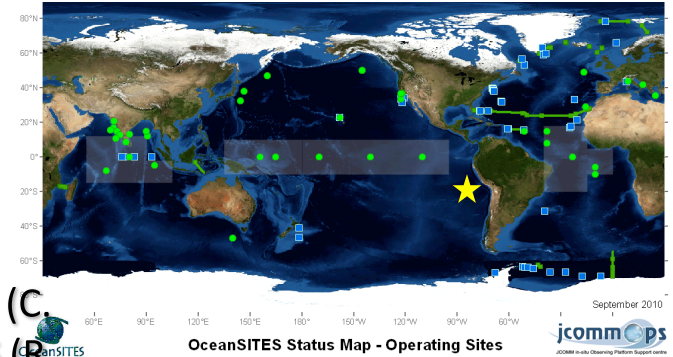 80°N
60°N
40°N
20°N
0°
20°S
40°S
60°S
September 2010
(C.
60°E 90°E 120°E 150°E 180°E 150°W 120°W 90°W 60°W
OceanSITES
OceanSITES Status Map - Operating Sites
jcommops
JCOMM in-situ Observing Platform Support centre